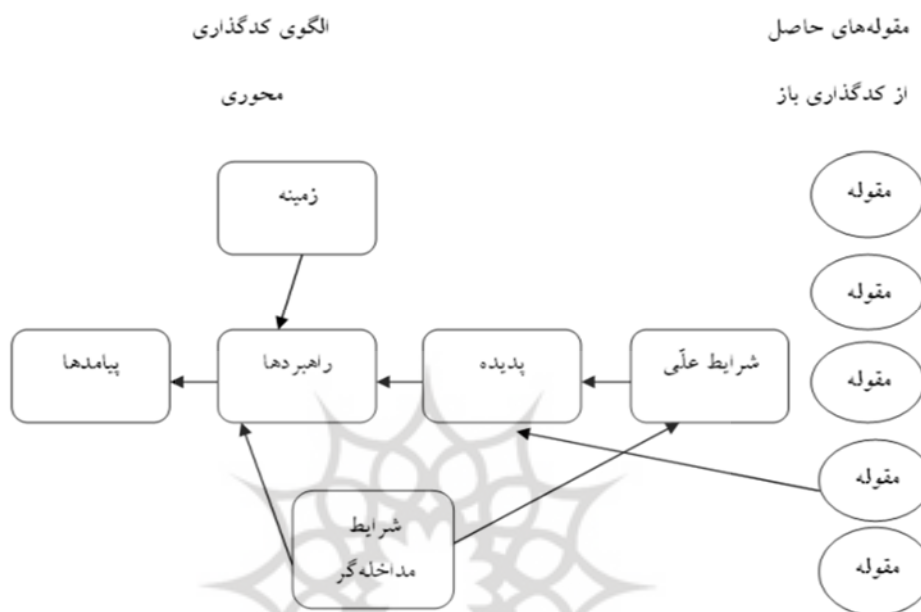 مقوله‌های حاصل
از کدگذاری باز
الگوی کدگذاری
محوری
مقوله
مقوله
مقوله
مقوله
مقوله
زمینه
شرایط علّی
پدیده
راهبردها
پیامدها
شرایط
مداخله‌گر